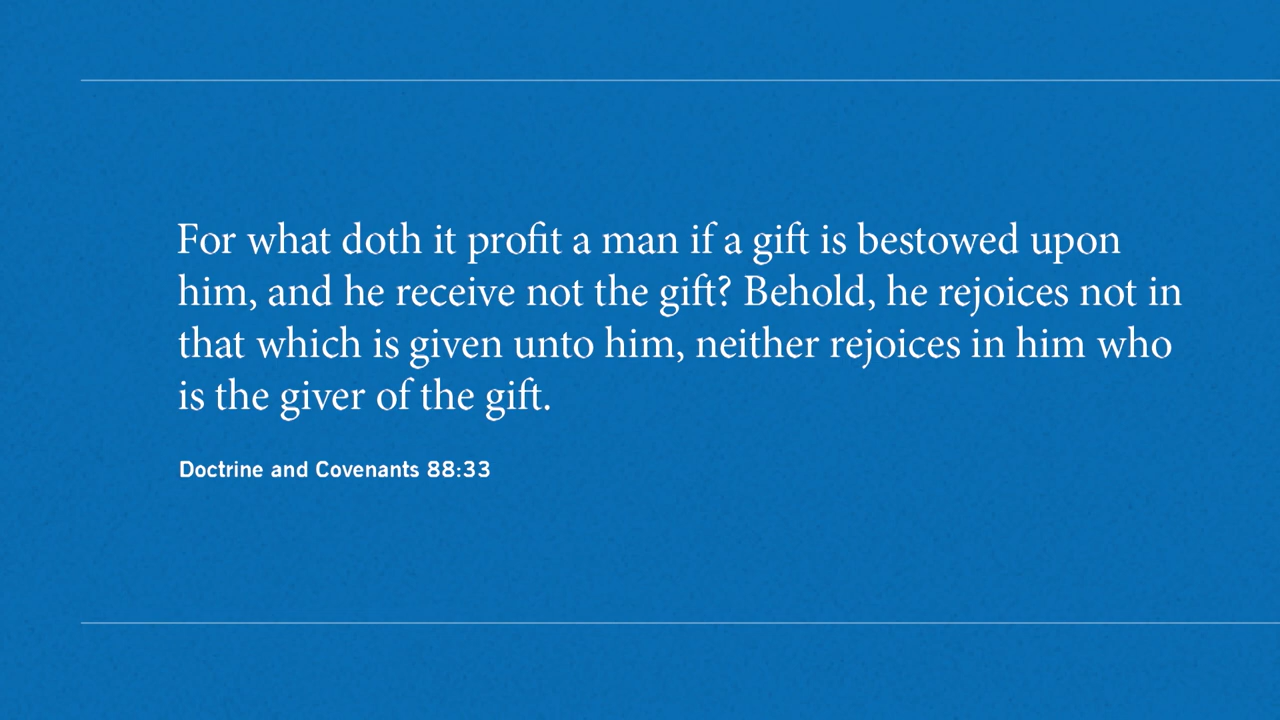 For what doth it profit a man if a gift is bestowed upon
him, and he receive not the gift? Behold, he rejoices not in
that which is given unto him, neither rejoices in him who
is the giver of the gift.
Doctrine and Covenants 88:33